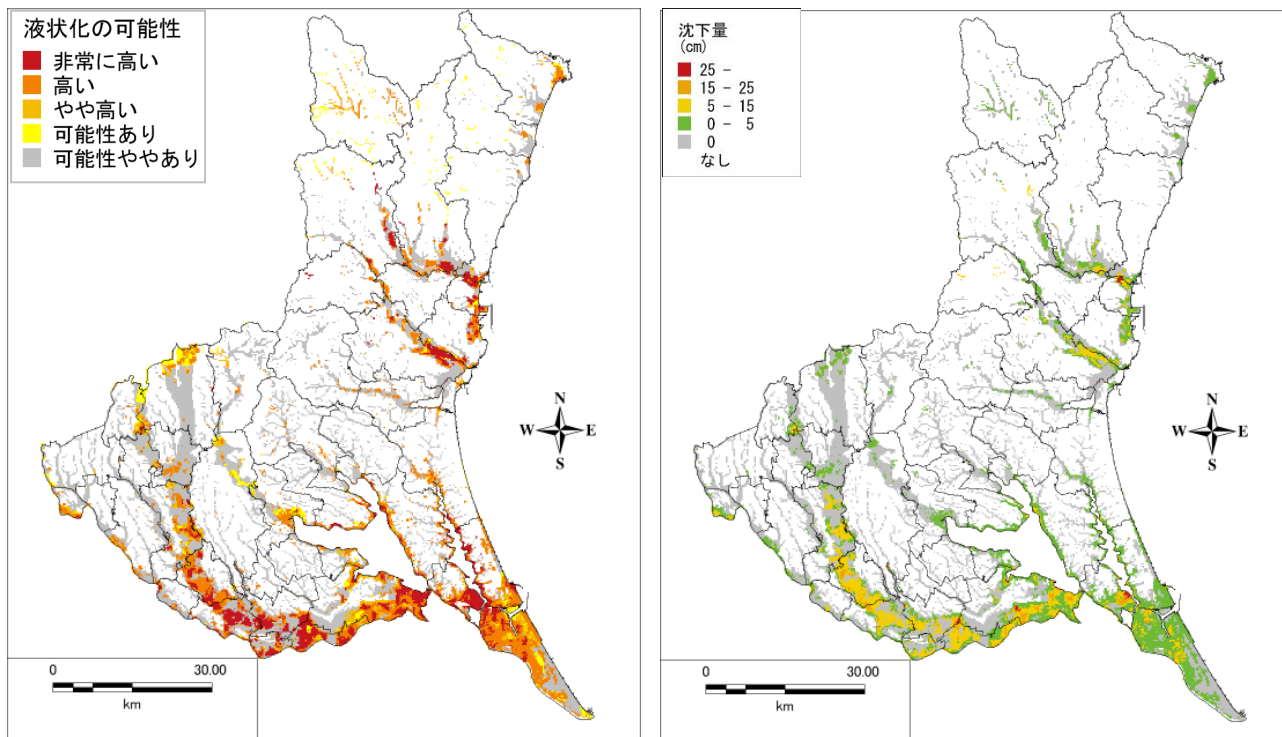 液状化の可能性
非常に高い
高い
やや高い
可能性あり
可能性ややあり
N
W E
S
0 30.00
km
沈下量
(cm)
25 -
15 - 25
5 - 15
0 - 5
0
なし
N
W E
S
0 30.00
km